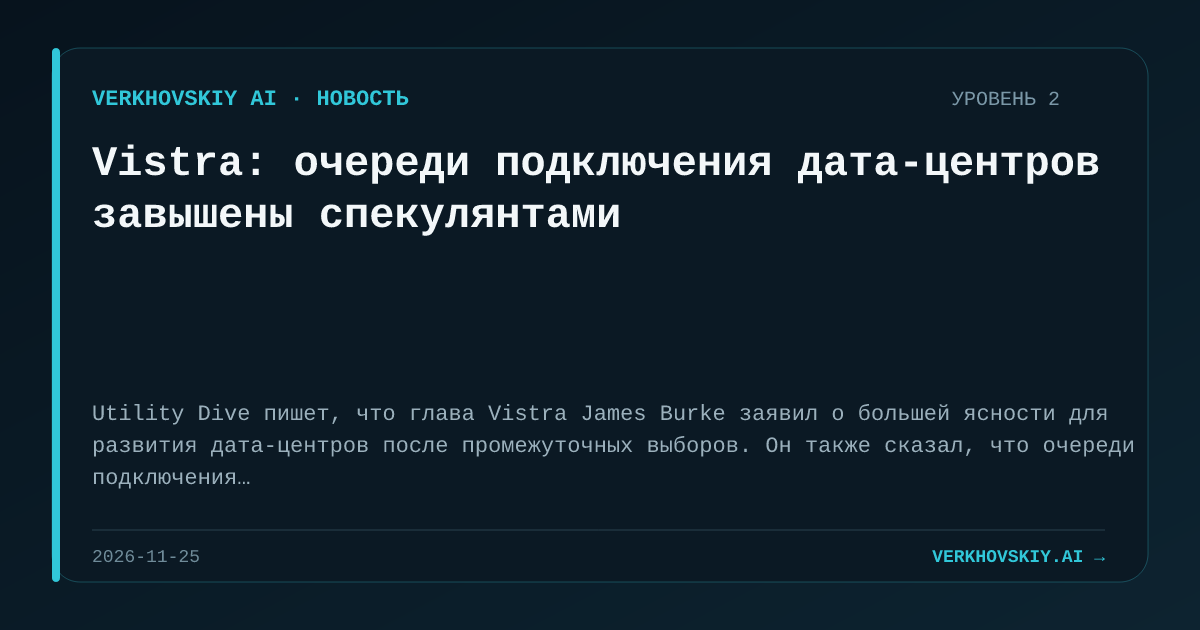 VERKHOVSKIY AI · НОВОСТЬ
УРОВЕНЬ 2
Vistra: очереди подключения дата-центров
завышены спекулянтами
Utility Dive пишет, что глава Vistra James Burke заявил о большей ясности для
развития дата-центров после промежуточных выборов. Он также сказал, что очереди
подключения…
2026-11-25
VERKHOVSKIY.AI →